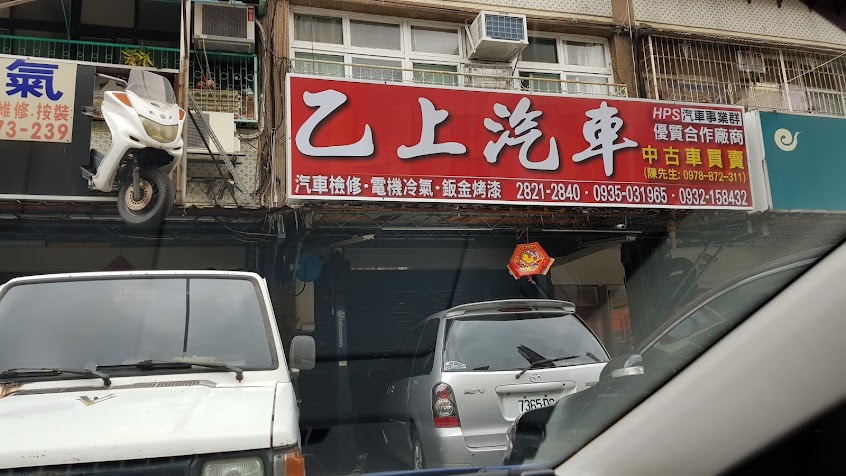 氣
維修·按裝
73-239
乙上汽車
汽車檢修·電機冷氣·鈑金烤漆 2821-2840·0935-031965·0932-158432
HPS汽車事業群
優質合作廠商
中古車買賣
(陳先生: 0978-872-311)
MPV